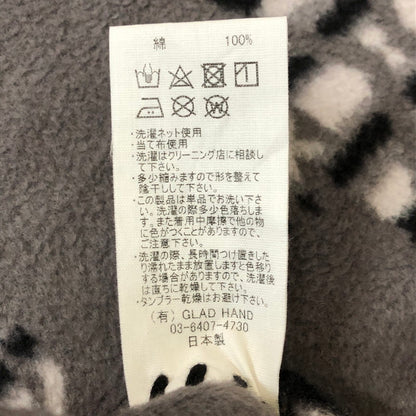 綿 100%
・洗濯ネット使用
・当て布使用
・洗濯はクリーニング店に相談し
て下さい。
・多少縮みますので形を整えて
陰干しして下さい。
・この製品は単品でお洗い下さい
。洗濯の際多少色落ちしま
す。また着用中摩擦で他の物
に色がつくことがありますので、
ご注意下さい。
・洗濯の際、長時間つけ置きした
り濡れたまま放置しますと色移り
する場合がありますので、洗濯後
は直ちに乾燥して下さい。
・タンブラー乾燥はお避け下さい。
(有) GLAD HAND
03-6407-4730
日本製